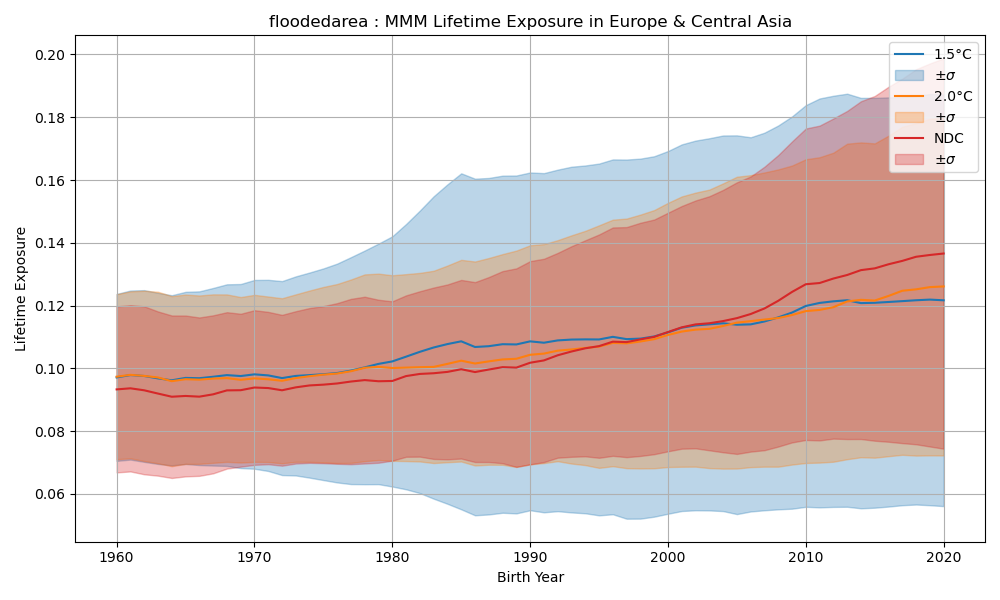 floodedarea : MMM Lifetime Exposure in Europe & Central Asia
Lifetime Exposure
0.20
0.18
0.16
0.14
0.12
0.10
0.08
0.06
1960
1970
1980
1990
2000
2010
2020
Birth Year
1.5°C
±σ
2.0°C
±σ
NDC
±σ